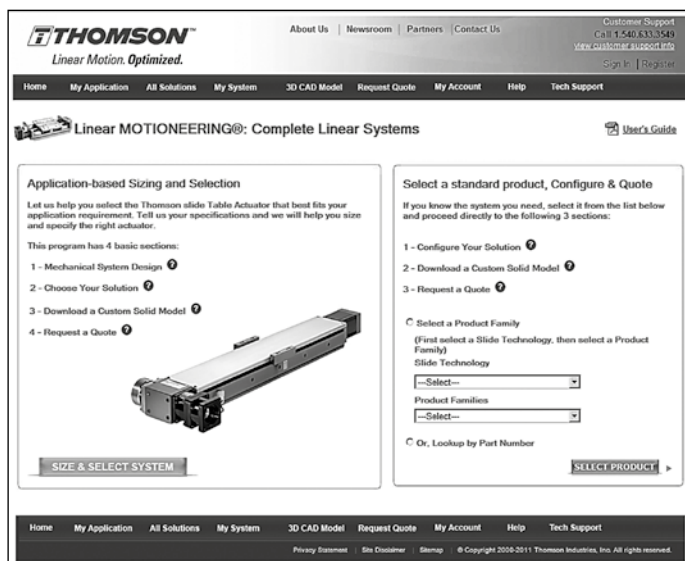 THOMSON™
Linear Motion. Optimized.
About Us | Newsroom | Partners | Contact Us
Customer Support
Call 1.540.633.3549
view customer support info
Sign In | Register
Home My Application All Solutions My System 3D CAD Model Request Quote My Account Help Tech Support
Linear MOTIONEERING®: Complete Linear Systems
User's Guide
Application-based Sizing and Selection
Let us help you select the Thomson slide Table Actuator that best fits your
application requirement. Tell us your specifications and we will help you size
and specify the right actuator.
This program has 4 basic sections:
1 - Mechanical System Design ?
2 - Choose Your Solution ?
3 - Download a Custom Solid Model ?
4 - Request a Quote ?
SIZE & SELECT SYSTEM
Select a standard product, Configure & Quote
If you know the system you need, select it from the list below
and proceed directly to the following 3 sections:
1 - Configure Your Solution ?
2 - Download a Custom Solid Model ?
3 - Request a Quote ?
Select a Product Family
(First select a Slide Technology, then select a Product
Family)
Slide Technology
---Select---
Product Families
---Select---
Or, Lookup by Part Number
SELECT PRODUCT
Home My Application All Solutions My System 3D CAD Model Request Quote My Account Help Tech Support
Privacy Statement | Site Disclaimer | Sitemap | © Copyright 2008-2011 Thomson Industries, Inc. All rights reserved.